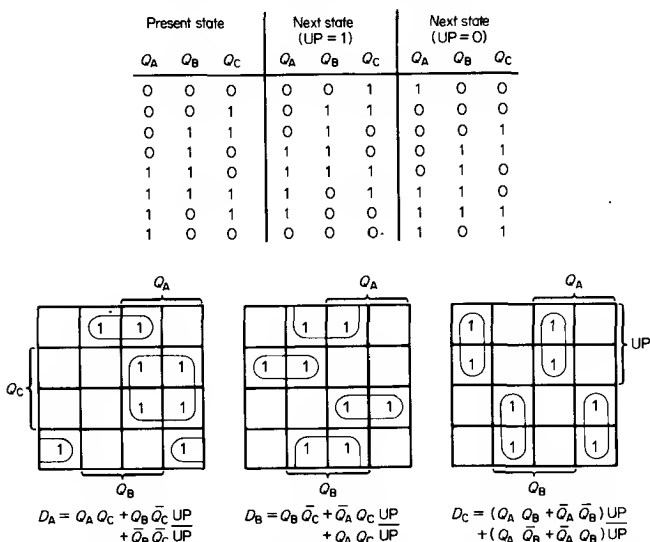 Present state Next state (UP = 1) Next state (UP = 0)
Q_A Q_B Q_C Q_A Q_B Q_C Q_A Q_B Q_C
0 0 0 0 0 1 1 0 0
0 0 1 0 1 1 0 0 0
0 1 1 0 1 0 0 0 1
0 1 0 1 1 0 0 1 1
1 1 0 1 1 1 0 1 0
1 1 1 1 0 1 1 1 0
1 0 1 1 0 0 1 1 1
1 0 0 0 0 0 1 0 1
Q_A Q_A Q_A
1 1 1 1 1 1
UP
1 1 1 1 1 1
Q_C
1 1 1 1 1 1
1 1 1 1 1 1
Q_B Q_B Q_B
D_A = Q_A Q_C + Q_B Q̄_C UP
+ Q̄_B Q̄_C U̅P̅
D_B = Q_B Q̄_C + Q̄_A Q_C UP
+ Q_A Q_C U̅P̅
D_C = (Q_A Q_B + Q̄_A Q̄_B) UP
+ (Q_A Q̄_B + Q̄_A Q_B) U̅P̅